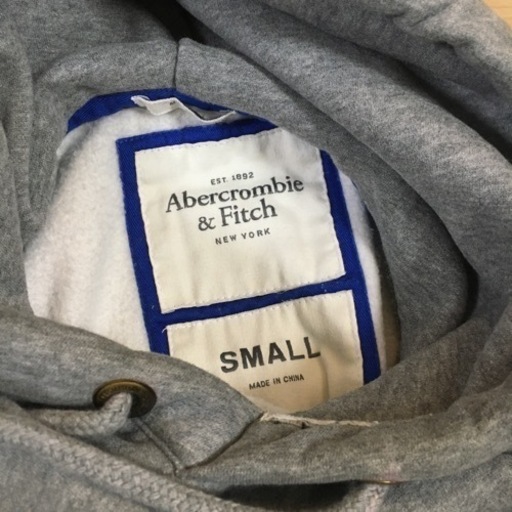 EST. 1892
Abercrombie
& Fitch
NEW YORK
SMALL
MADE IN CHINA